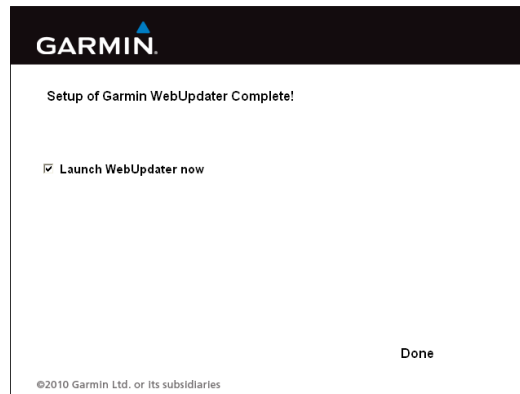 GARMIN.
Setup of Garmin WebUpdater Complete!
Launch WebUpdater now
Done
©2010 Garmin Ltd. or its subsidiaries